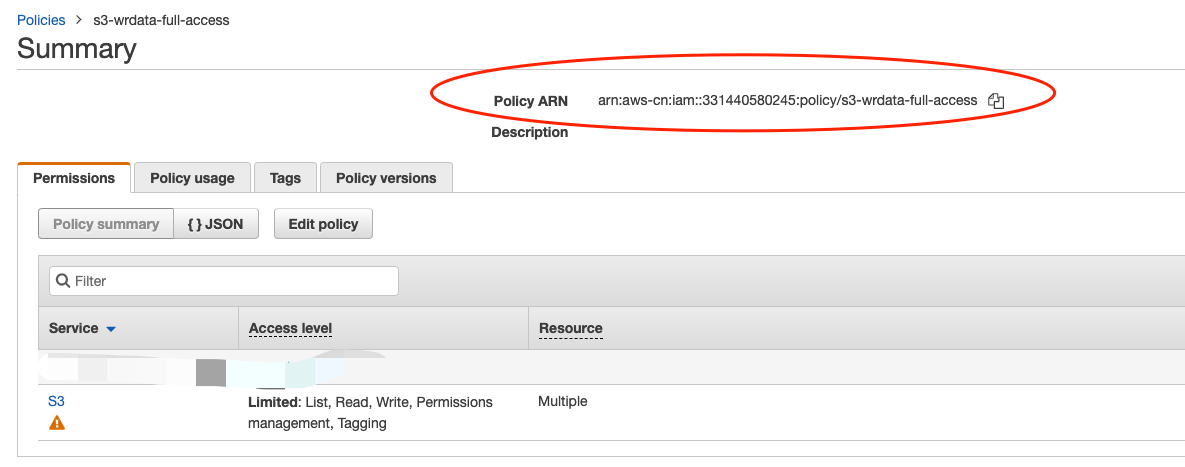 Policies > s3-wrdata-full-access
Summary
Policy ARN arn:aws-cn:iam::331440580245:policy/s3-wrdata-full-access
Description
Permissions Policy usage Tags Policy versions
Policy summary { } JSON Edit policy
Filter
Service Access level Resource
S3 Limited: List, Read, Write, Permissions Multiple
management, Tagging